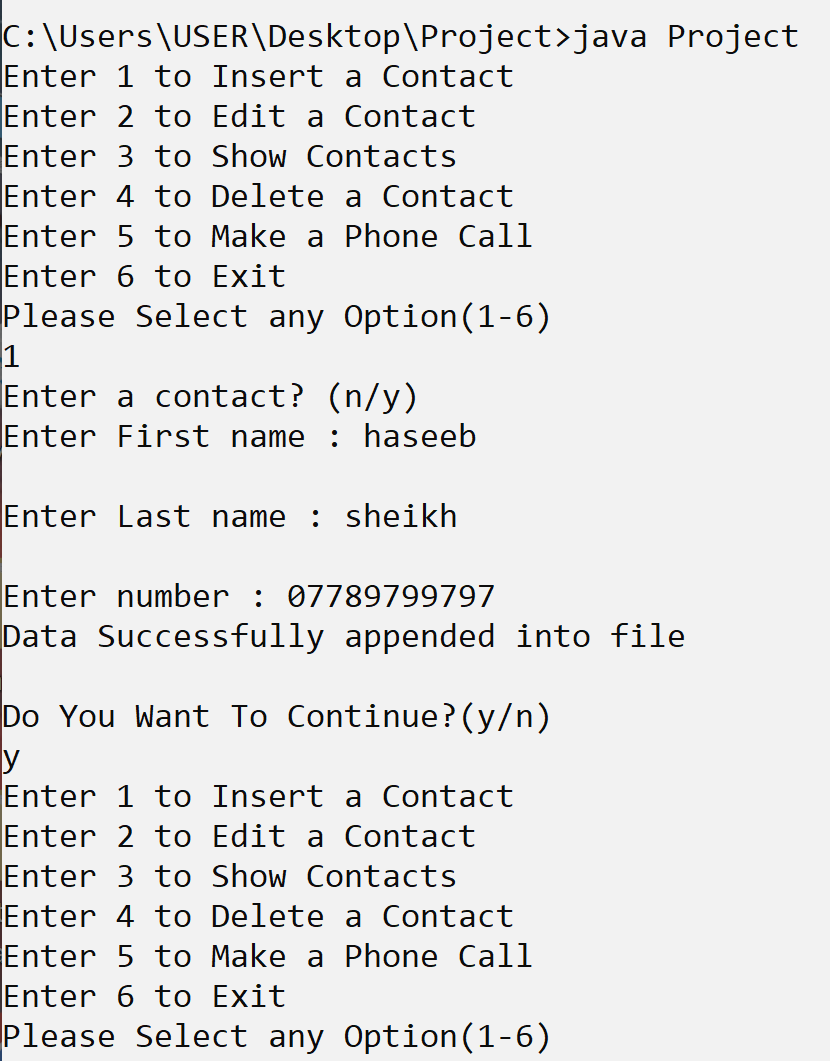 C:\Users\USER\Desktop\Project>java Project
Enter 1 to Insert a Contact
Enter 2 to Edit a Contact
Enter 3 to Show Contacts
Enter 4 to Delete a Contact
Enter 5 to Make a Phone Call
Enter 6 to Exit
Please Select any Option(1-6)
1
Enter a contact? (n/y)
Enter First name : haseeb
Enter Last name : sheikh
Enter number : 07789799797
Data Successfully appended into file
Do You Want To Continue?(y/n)
y
Enter 1 to Insert a Contact
Enter 2 to Edit a Contact
Enter 3 to Show Contacts
Enter 4 to Delete a Contact
Enter 5 to Make a Phone Call
Enter 6 to Exit
Please Select any Option(1-6)